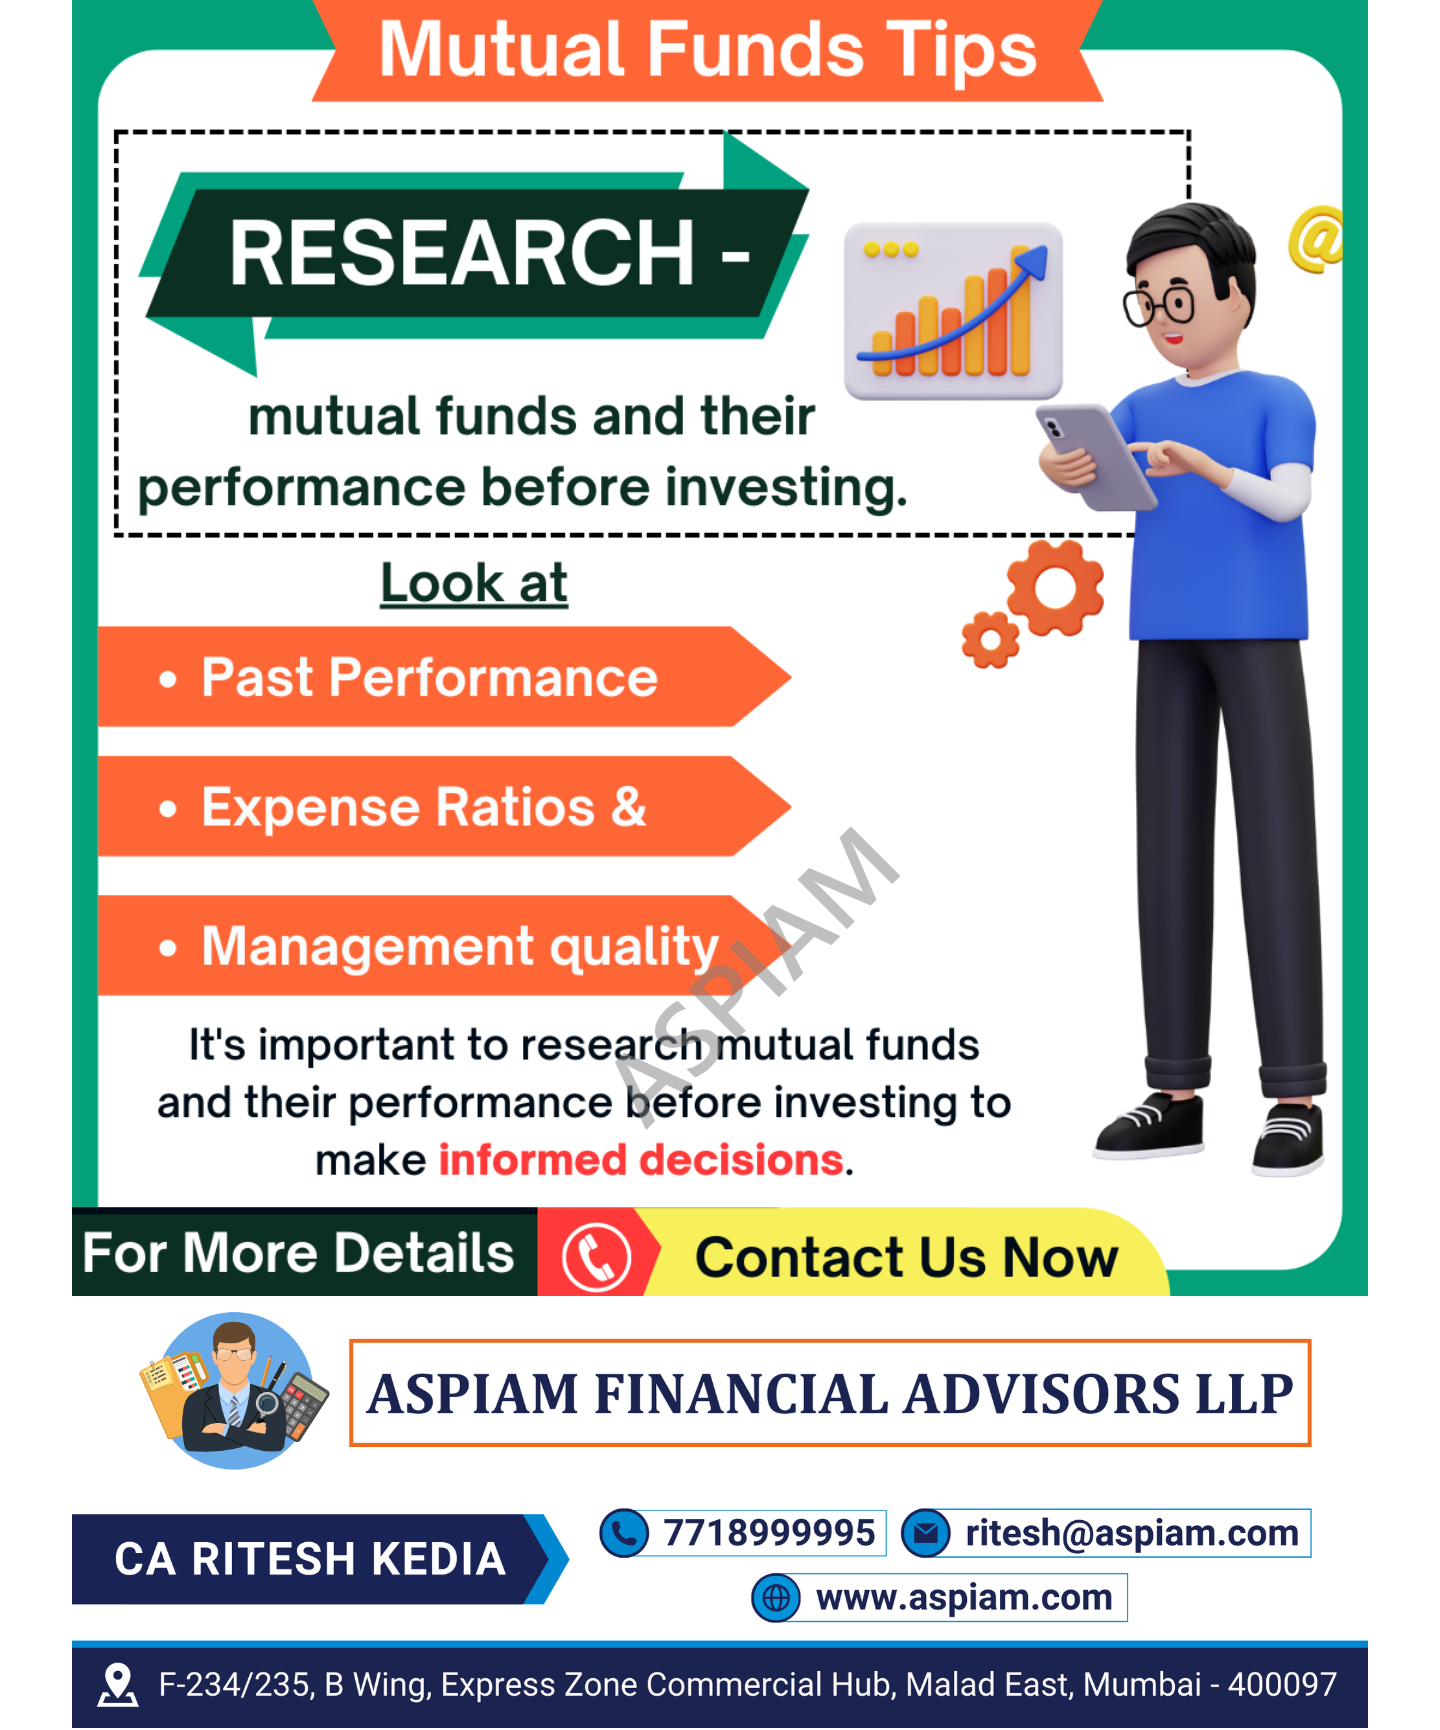 Mutual Funds Tips
RESEARCH -
@
mutual funds and their
performance before investing.
Look at
• Past Performance
• Expense Ratios &
• Management quality
ASPIAM
It's important to research mutual funds
and their performance before investing to
make informed decisions.
For More Details
Contact Us Now
ASPIAM FINANCIAL ADVISORS LLP
CA RITESH KEDIA
7718999995
ritesh@aspiam.com
www.aspiam.com
F-234/235, B Wing, Express Zone Commercial Hub, Malad East, Mumbai - 400097